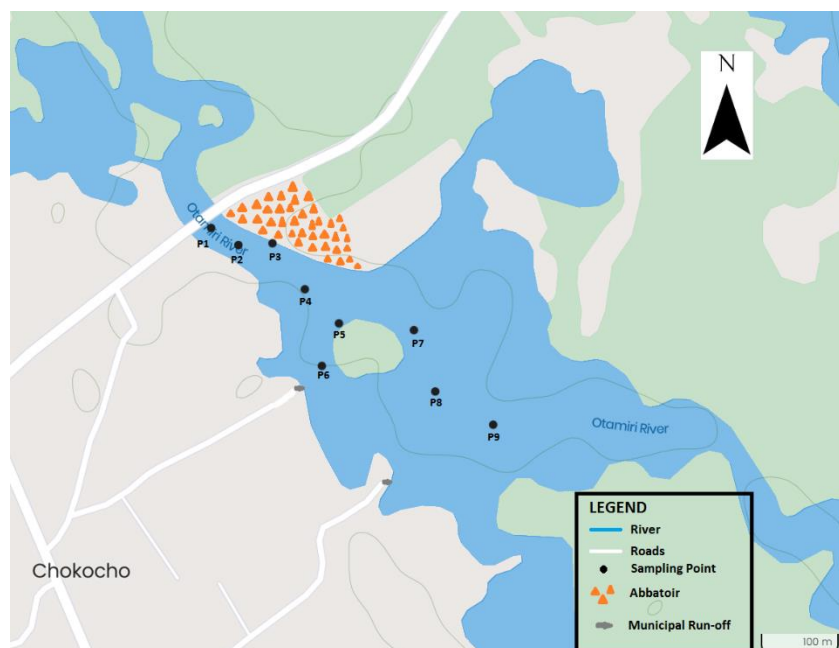 N
Otamiri River
P1
P2
P3
P4
P5
P7
P6
P8
P9
Otamiri River
Chokocho
LEGEND
River
Roads
Sampling Point
Abbatoir
Municipal Run-off
100 m